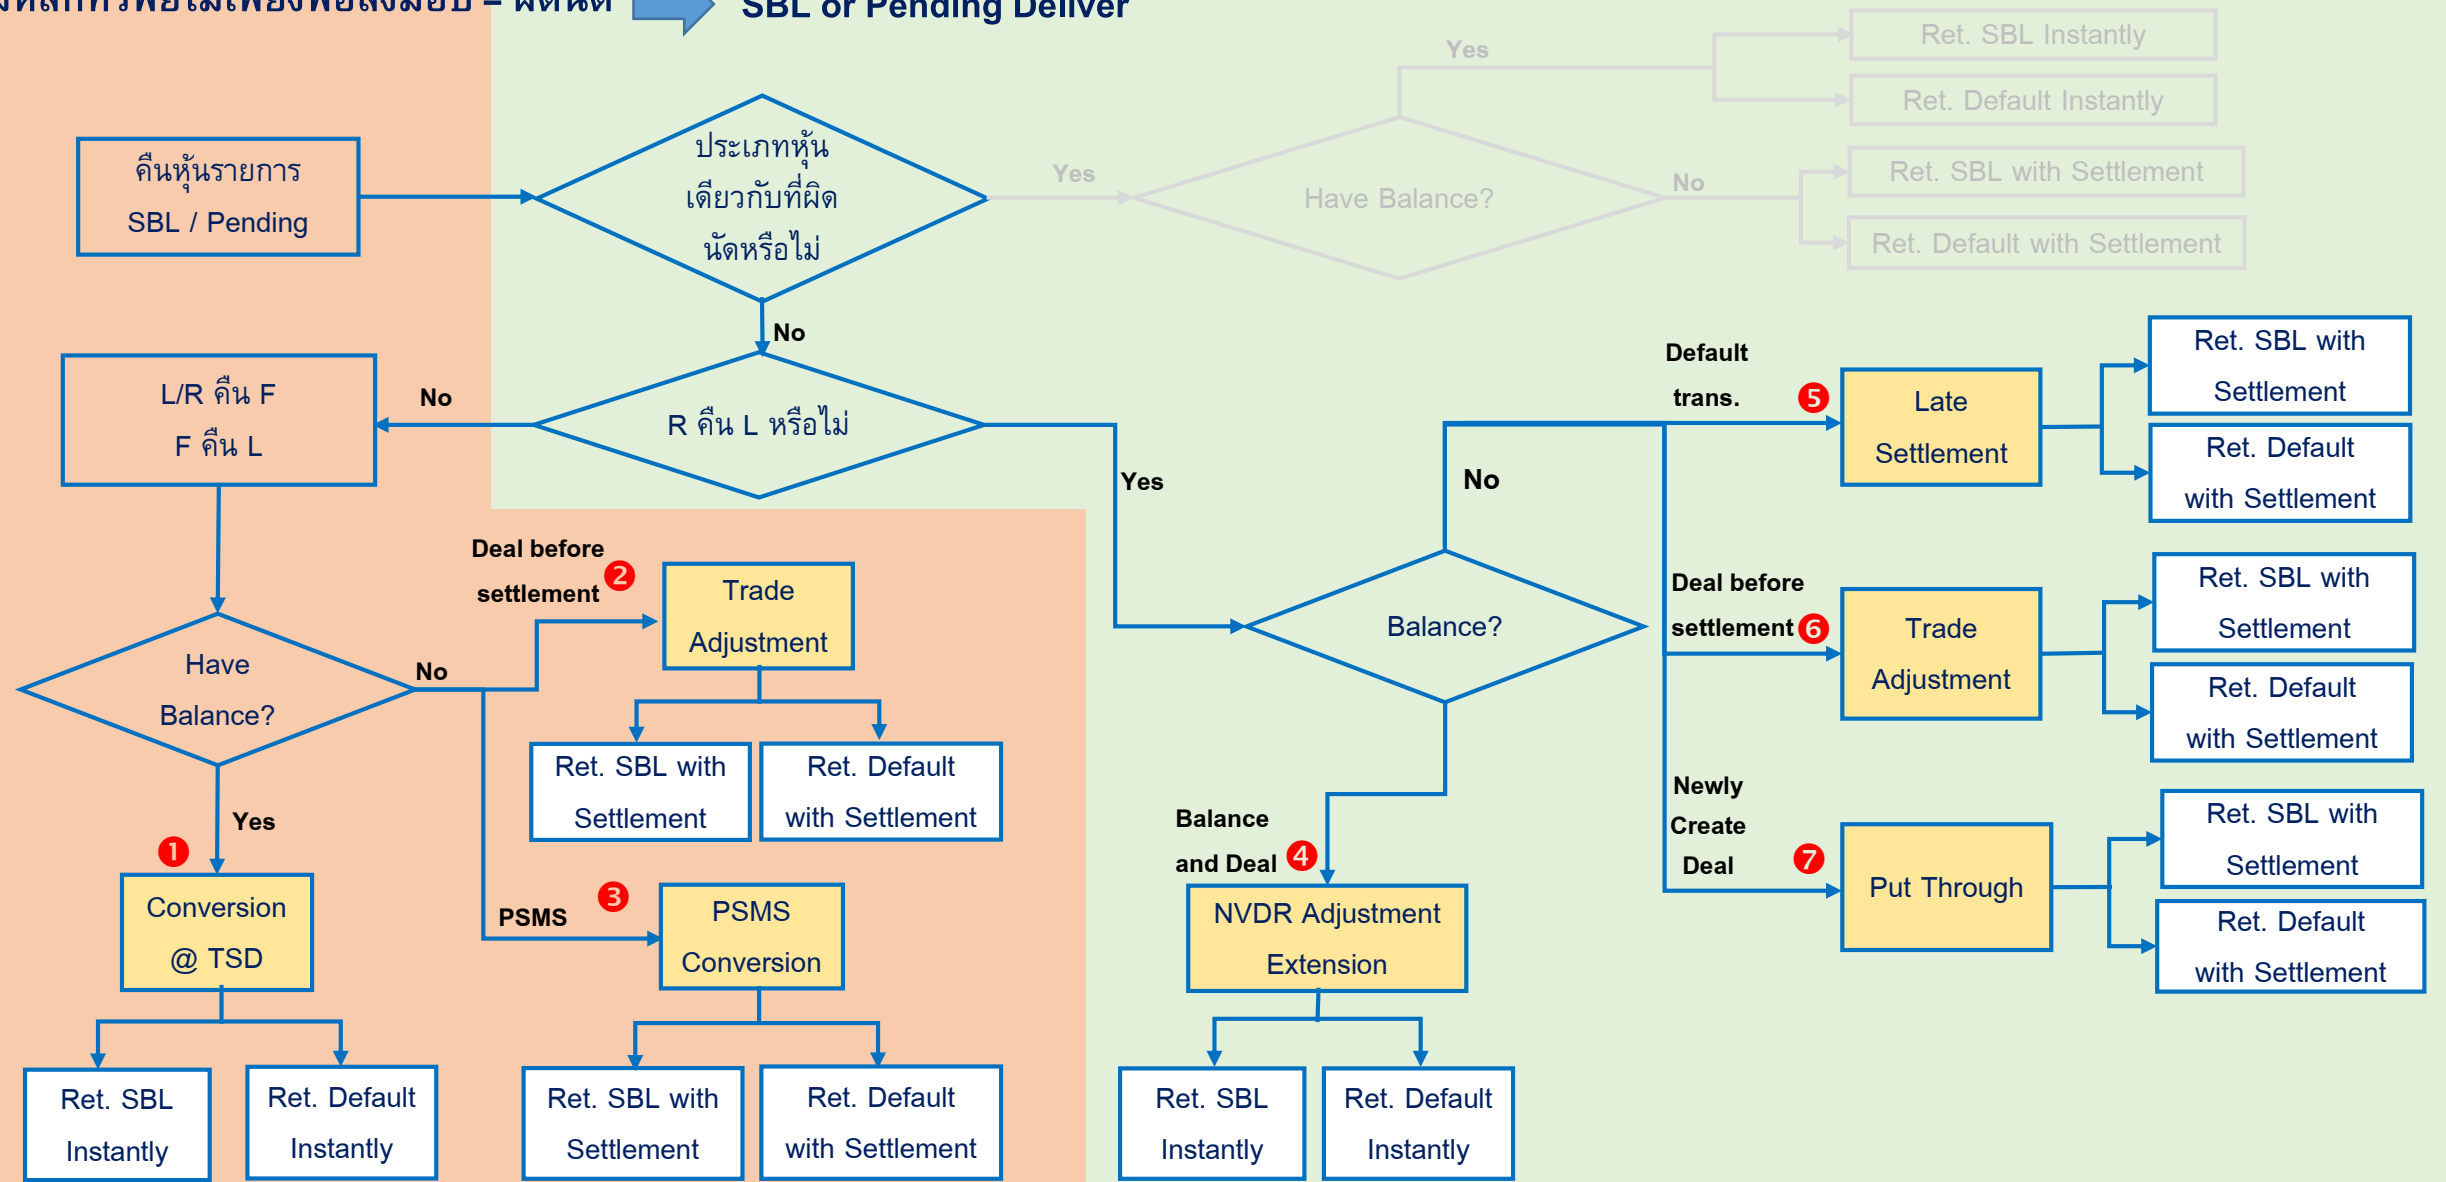 = ผิดนัด
SBL or Pending Deliver
Yes
Ret. SBL Instantly
Ret. Default Instantly
คืนหุ้นรายการ
SBL / Pending
ประเภทหุ้น
เดียวกับที่ผิด
นัดหรือไม่
Yes
Have Balance?
No
Ret. SBL with Settlement
Ret. Default with Settlement
No
L/R คืน F
F คืน L
No
R คืน L หรือไม่
Yes
Have
Balance?
No
Yes
1
Conversion
@ TSD
Ret. SBL
Instantly
Ret. Default
Instantly
Deal before
settlement 2
Trade
Adjustment
Ret. SBL with
Settlement
Ret. Default
with Settlement
PSMS 3
PSMS
Conversion
Ret. SBL with
Settlement
Ret. Default
with Settlement
Balance?
No
Balance
and Deal 4
NVDR Adjustment
Extension
Ret. SBL
Instantly
Ret. Default
Instantly
Default
trans. 5
Late
Settlement
Ret. SBL with
Settlement
Ret. Default
with Settlement
Deal before
settlement 6
Trade
Adjustment
Ret. SBL with
Settlement
Ret. Default
with Settlement
Newly
Create
Deal 7
Put Through
Ret. SBL with
Settlement
Ret. Default
with Settlement